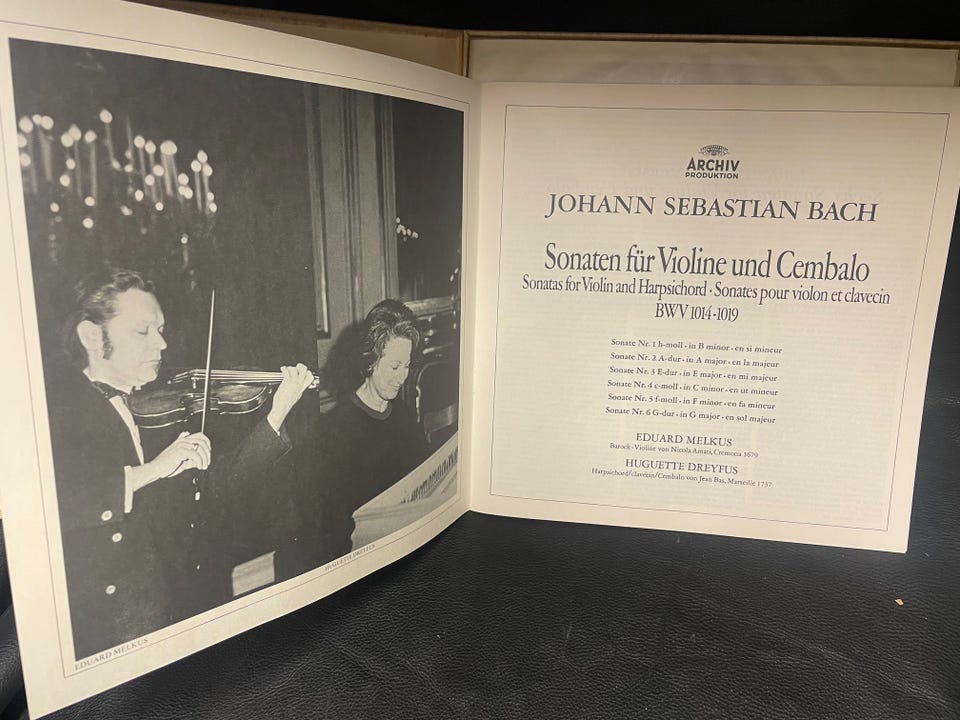 EDUARD MELKUS
HUGUETTE DREYFUS
ARCHIV
PRODUKTION
JOHANN SEBASTIAN BACH
Sonaten für Violine und Cembalo
Sonatas for Violin and Harpsichord · Sonates pour violon et clavecin
BWV 1014-1019
Sonate Nr. 1 h-moll · in B minor · en si mineur
Sonate Nr. 2 A-dur · in A major · en la majeur
Sonate Nr. 3 E-dur · in E major · en mi majeur
Sonate Nr. 4 c-moll · in C minor · en ut mineur
Sonate Nr. 5 f-moll · in F minor · en fa mineur
Sonate Nr. 6 G-dur · in G major · en sol majeur
EDUARD MELKUS
Barock-Violine von Nicola Amati, Cremona 1679
HUGUETTE DREYFUS
Harpsichord/clavecin/Cembalo von Jean Bas, Marseille 1737